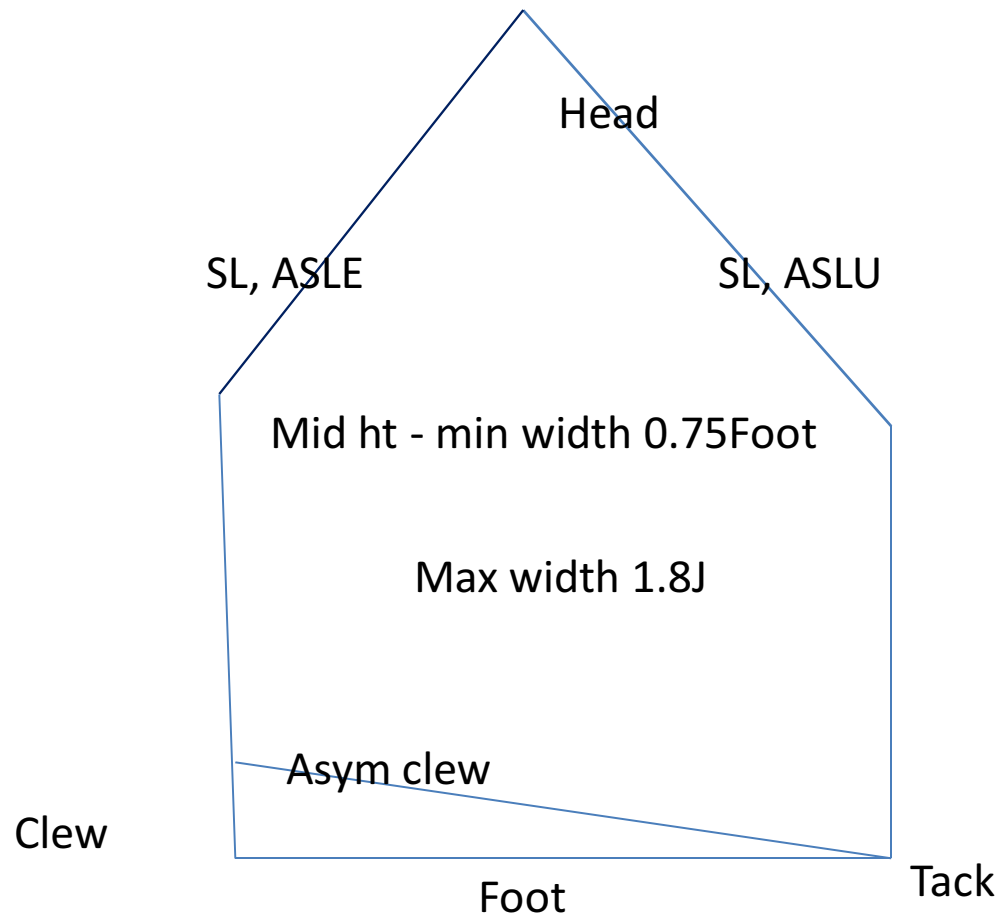 Head
SL, ASLE
SL, ASLU
Mid ht - min width 0.75Foot
Max width 1.8J
Asym clew
Clew
Tack
Foot